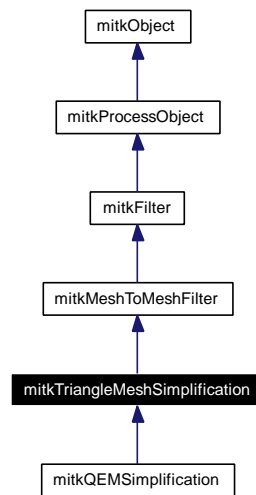 mitkObject
mitkProcessObject
mitkFilter
mitkMeshToMeshFilter
mitkTriangleMeshSimplification
mitkQEMSimplification